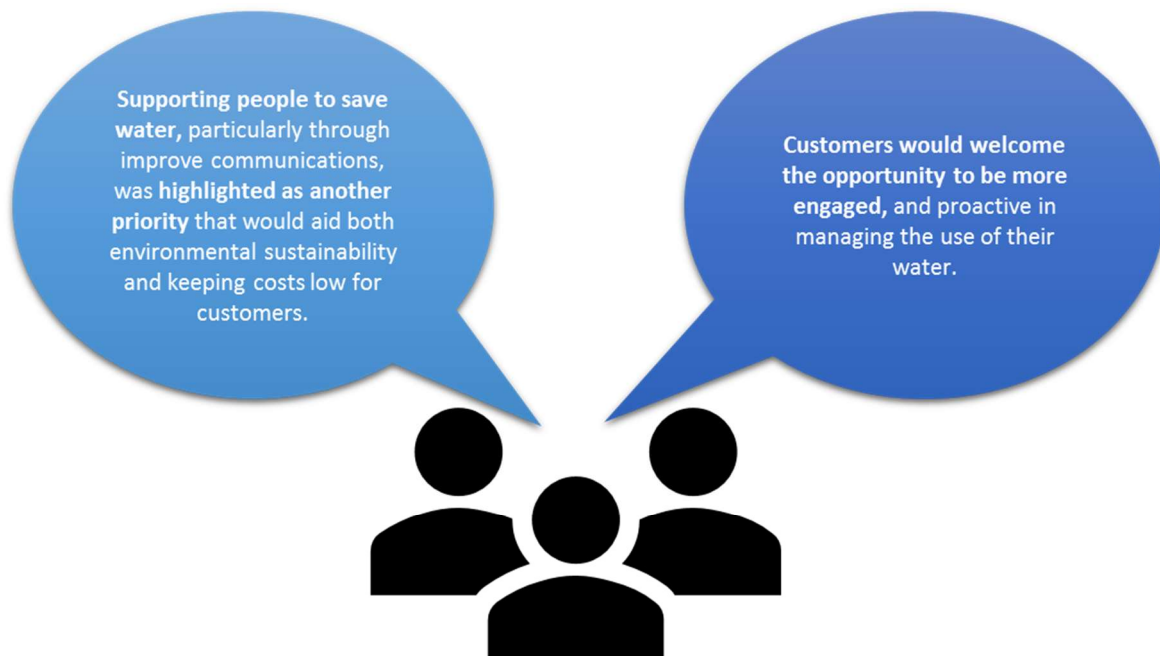 Supporting people to save
water, particularly through
improve communications,
was highlighted as another
priority that would aid both
environmental sustainability
and keeping costs low for
customers.
Customers would welcome
the opportunity to be more
engaged, and proactive in
managing the use of their
water.